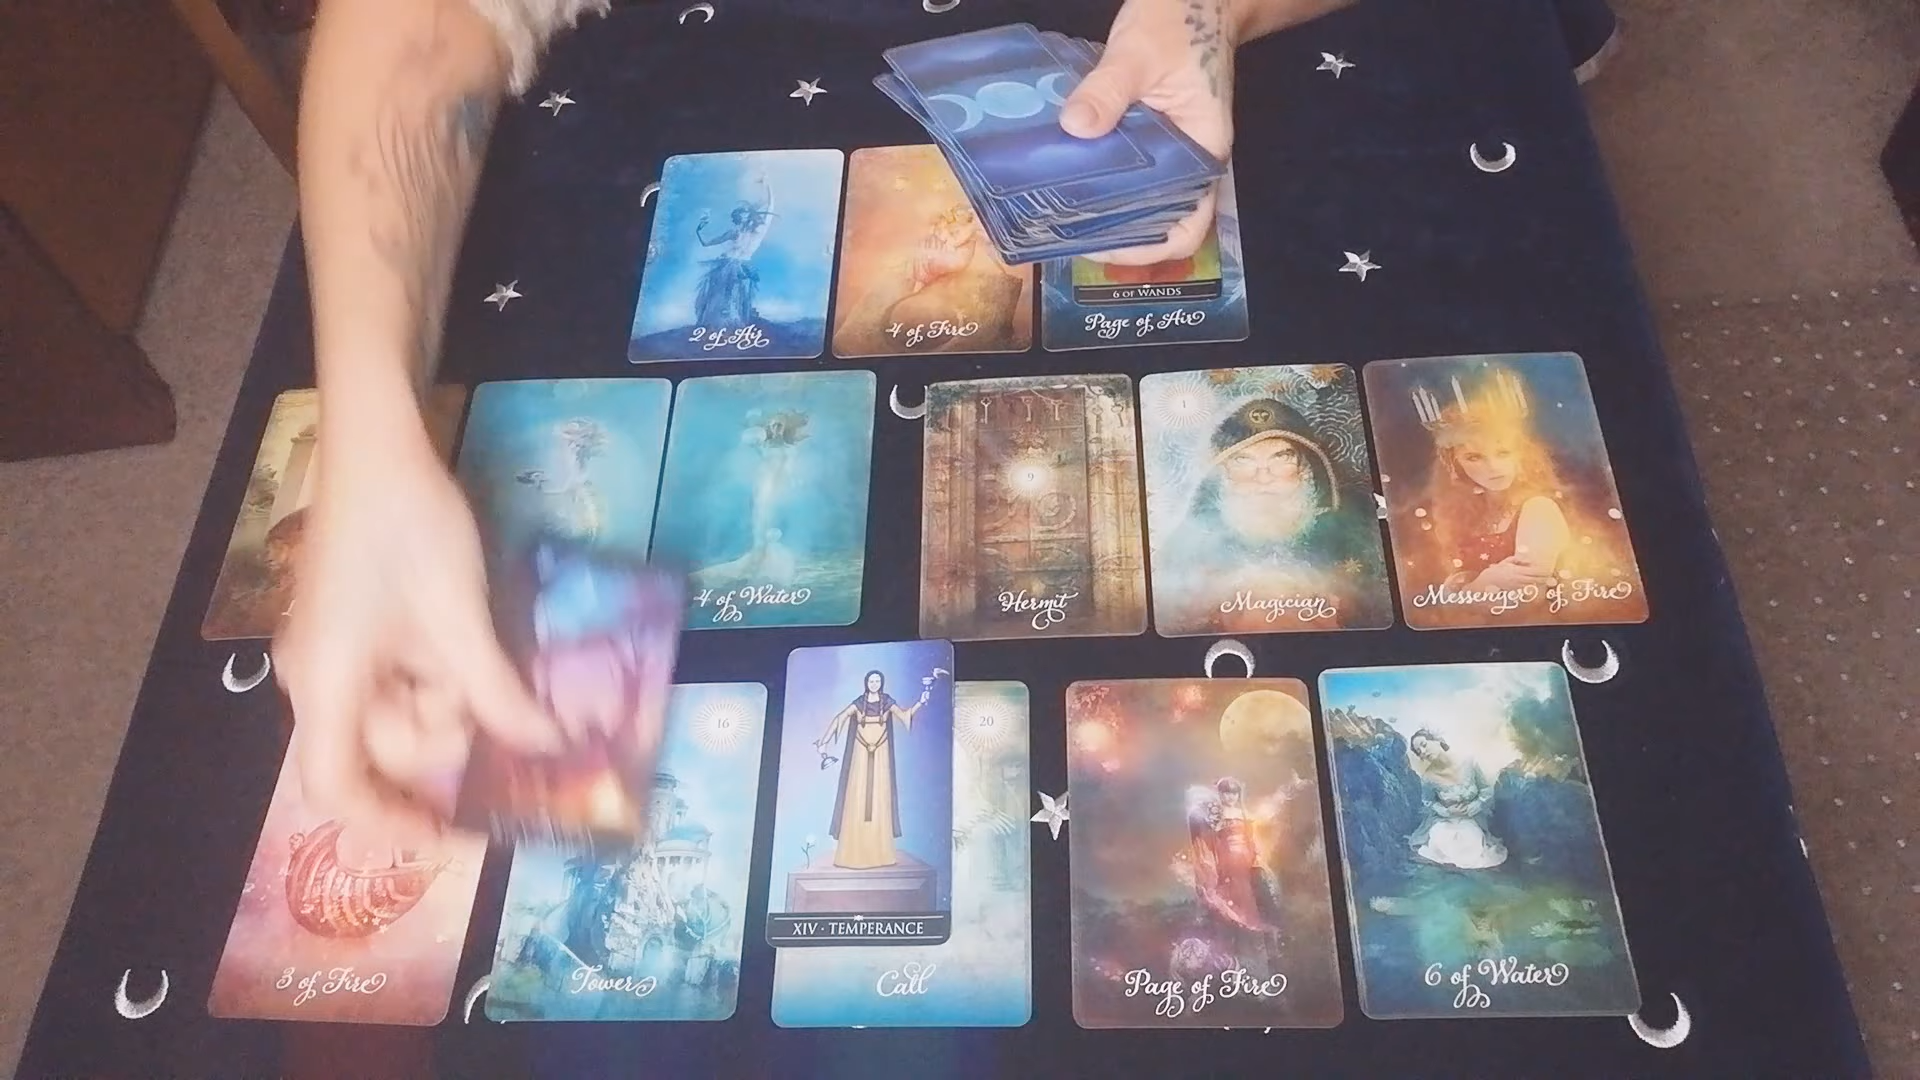 2 of Air
4 of Fire
6 OF WANDS
Page of Air
4 of Water
9
Hermit
1
Magician
Messenger of Fire
3 of Fire
16
Tower
XIV · TEMPERANCE
20
Call
Page of Fire
6 of Water